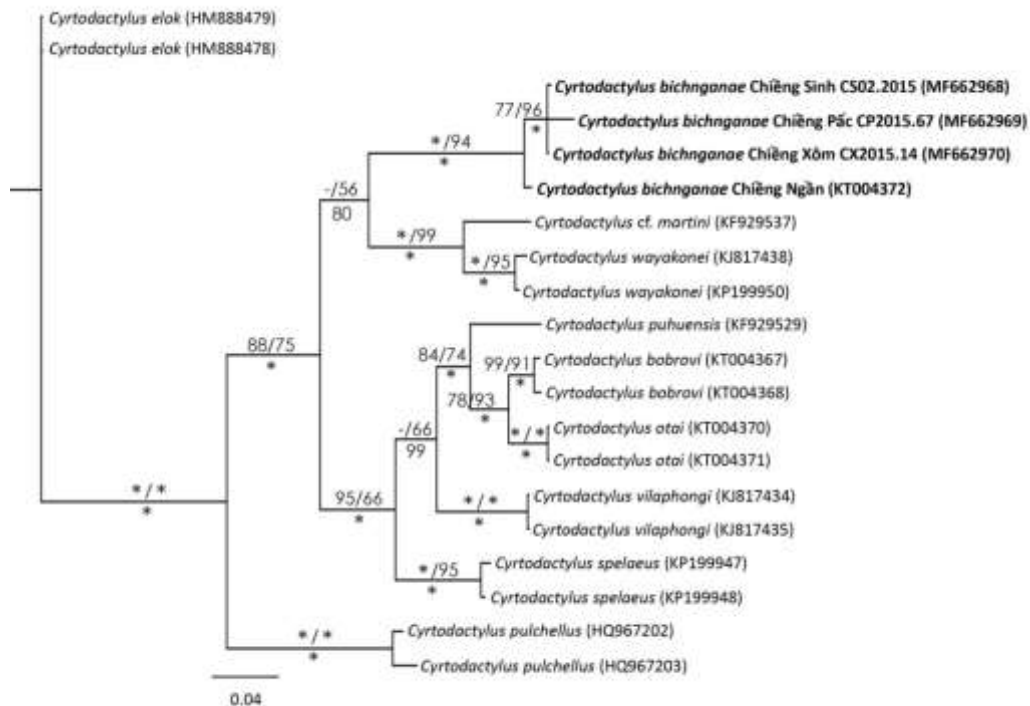 Cyrtodactylus elok (HM888479)
Cyrtodactylus elok (HM888478)
Cyrtodactylus bichnganae Chiềng Sinh CS02.2015 (MF662968)
77/96
*
Cyrtodactylus bichnganae Chiềng Pấc CP2015.67 (MF662969)
*/94
*
Cyrtodactylus bichnganae Chiềng Xôm CX2015.14 (MF662970)
Cyrtodactylus bichnganae Chiềng Ngần (KT004372)
-/56
80
Cyrtodactylus cf. martini (KF929537)
*/99
*
Cyrtodactylus wayakonei (KJ817438)
*/95
*
Cyrtodactylus wayakonei (KP199950)
Cyrtodactylus puhuensis (KF929529)
88/75
*
84/74
*
99/91
*
Cyrtodactylus bobrovi (KT004367)
Cyrtodactylus bobrovi (KT004368)
78/93
*
Cyrtodactylus otai (KT004370)
*/*
*
Cyrtodactylus otai (KT004371)
-/66
99
Cyrtodactylus vilaphongi (KJ817434)
*/*
*
Cyrtodactylus vilaphongi (KJ817435)
*/*
*
95/66
*
Cyrtodactylus spelaeus (KP199947)
*/95
*
Cyrtodactylus spelaeus (KP199948)
Cyrtodactylus pulchellus (HQ967202)
*/*
*
Cyrtodactylus pulchellus (HQ967203)
0.04